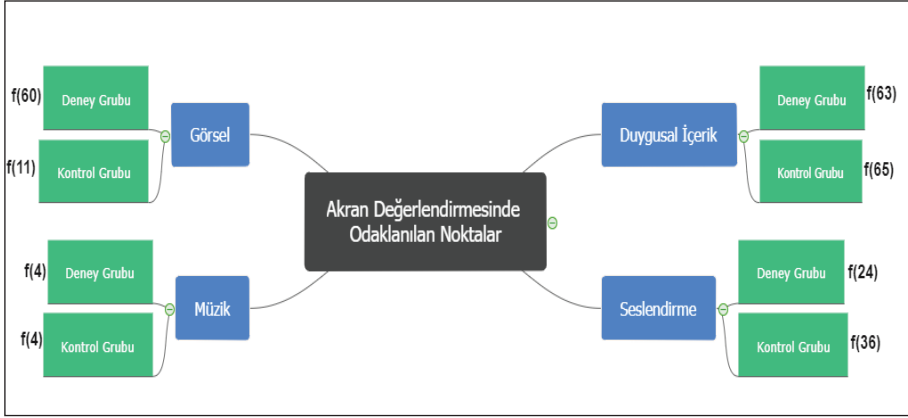 f(60)
Deney Grubu
f(11)
Kontrol Grubu
Görsel
f(4)
Deney Grubu
f(4)
Kontrol Grubu
Müzik
Akran Değerlendirmesinde
Odaklanılan Noktalar
Duygusal İçerik
Deney Grubu
f(63)
Kontrol Grubu
f(65)
Seslendirme
Deney Grubu
f(24)
Kontrol Grubu
f(36)